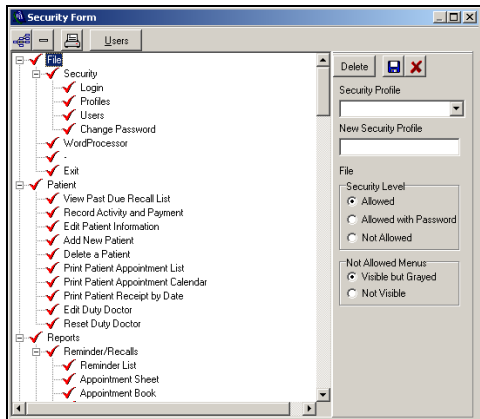 Security Form
Users
File
Security
Login
Profiles
Users
Change Password
WordProcessor
-
Exit
Patient
View Past Due Recall List
Record Activity and Payment
Edit Patient Information
Add New Patient
Delete a Patient
Print Patient Appointment List
Print Patient Appointment Calendar
Print Patient Receipt by Date
Edit Duty Doctor
Reset Duty Doctor
Reports
Reminder/Recalls
Reminder List
Appointment Sheet
Appointment Book
Delete
Security Profile
New Security Profile
File
Security Level
Allowed
Allowed with Password
Not Allowed
Not Allowed Menus
Visible but Grayed
Not Visible